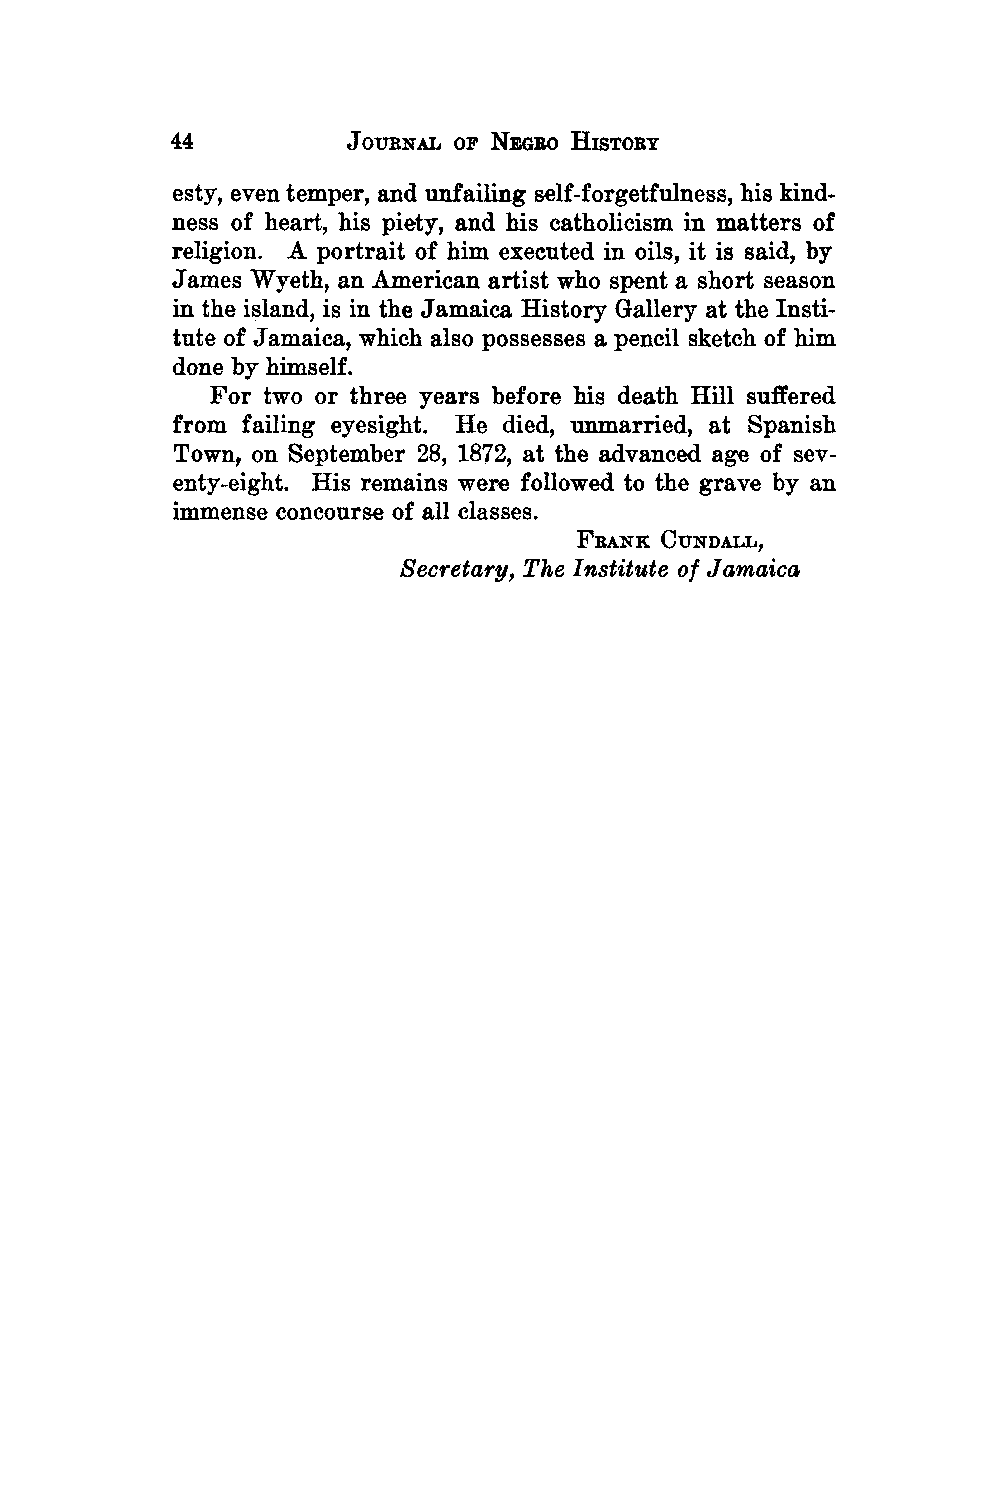 44 JOURNAL OF NEGRO HISTORY
esty, even temper, and unfailing self-forgetfulness, his kind-
ness of heart, his piety, and his catholicism in matters of
religion. A portrait of him executed in oils, it is said, by
James Wyeth, an American artist who spent a short season
in the island, is in the Jamaica History Gallery at the Insti-
tute of Jamaica, which also possesses a pencil sketch of him
done by himself.
For two or three years before his death Hill suffered
from failing eyesight. He died, unmarried, at Spanish
Town, on September 28, 1872, at the advanced age of sev-
enty-eight. His remains were followed to the grave by an
immense concourse of all classes.
FRANK CUNDALL,
Secretary, The Institute of Jamaica